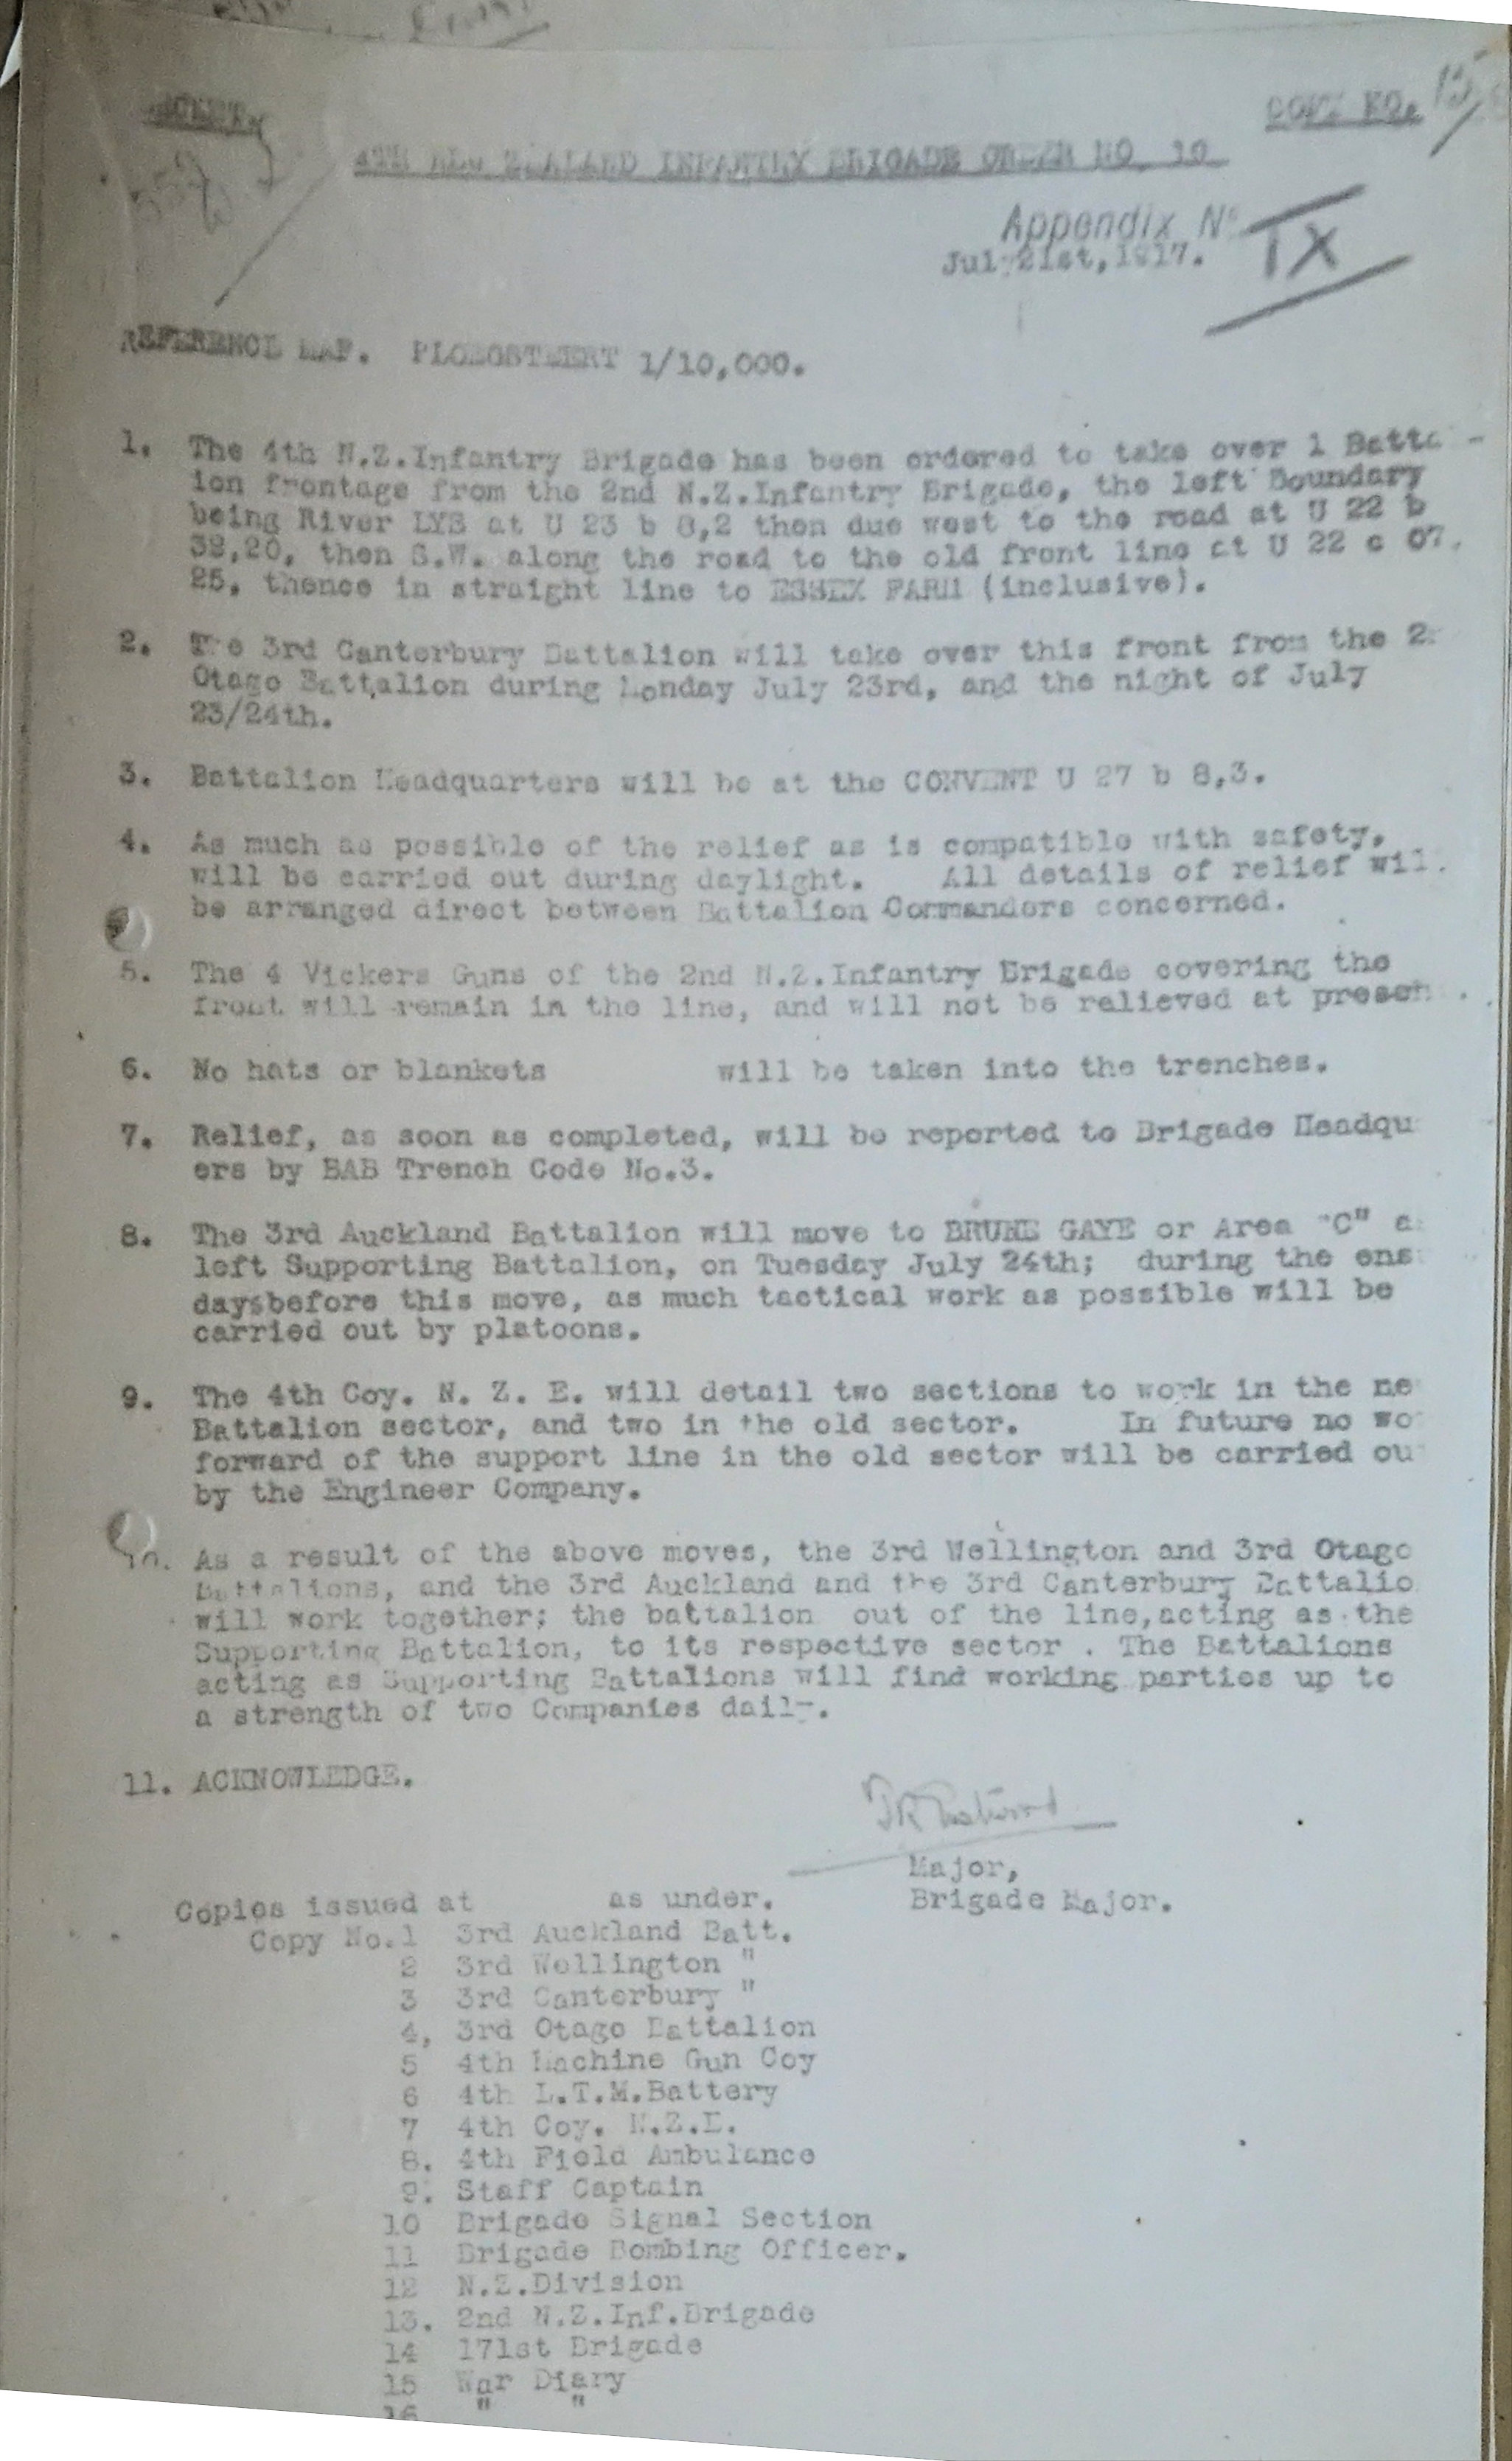 SECRET.
COPY NO. 15
4TH NEW ZEALAND INFANTRY BRIGADE ORDER NO. 10
Appendix No IX
July 21st, 1917.
REFERENCE MAP. PLOEGSTEERT 1/10,000.
1. The 4th N.Z.Infantry Brigade has been ordered to take over 1 Batta -
ion frontage from the 2nd N.Z.Infantry Brigade, the left Boundary
being River LYS at U 23 b 8,2 then due west to the road at U 22 b
38,20, then S.W. along the road to the old front line at U 22 c 07.
25, thence in straight line to ESSEX FARM (inclusive).
2. The 3rd Canterbury Battalion will take over this front from the 2
Otago Battalion during Monday July 23rd, and the night of July
23/24th.
3. Battalion Headquarters will be at the CONVENT U 27 b 8,3.
4. As much as possible of the relief as is compatible with safety,
will be carried out during daylight. All details of relief wil
be arranged direct between Battalion Commanders concerned.
5. The 4 Vickers Guns of the 2nd N.Z.Infantry Brigade covering the
front will remain in the line, and will not be relieved at presen
6. No hats or blankets will be taken into the trenches.
7. Relief, as soon as completed, will be reported to Brigade Headqu
ers by BAB Trench Code No.3.
8. The 3rd Auckland Battalion will move to BRUNE GAYE or Area "C" a
left Supporting Battalion, on Tuesday July 24th; during the ens
daysbefore this move, as much tactical work as possible will be
carried out by platoons.
9. The 4th Coy. N. Z. E. will detail two sections to work in the ne
Battalion sector, and two in the old sector. In future no wo
forward of the support line in the old sector will be carried ou
by the Engineer Company.
10. As a result of the above moves, the 3rd Wellington and 3rd Otago
Battalions, and the 3rd Auckland and the 3rd Canterbury Battalio
will work together; the battalion out of the line,acting as the
Supporting Battalion, to its respective sector . The Battalions
acting as Supporting Battalions will find working parties up to
a strength of two Companies daily.
11. ACKNOWLEDGE.
Major,
Brigade Major.
Copies issued at as under.
Copy No.1 3rd Auckland Batt.
2 3rd Wellington "
3 3rd Canterbury "
4, 3rd Otago Battalion
5 4th Machine Gun Coy
6 4th L.T.M.Battery
7 4th Coy. N.Z.E.
8. 4th Field Ambulance
9. Staff Captain
10 Brigade Signal Section
11 Brigade Bombing Officer.
12 N.Z.Division
13. 2nd N.Z.Inf.Brigade
14 171st Brigade
15 War Diary
16 " "